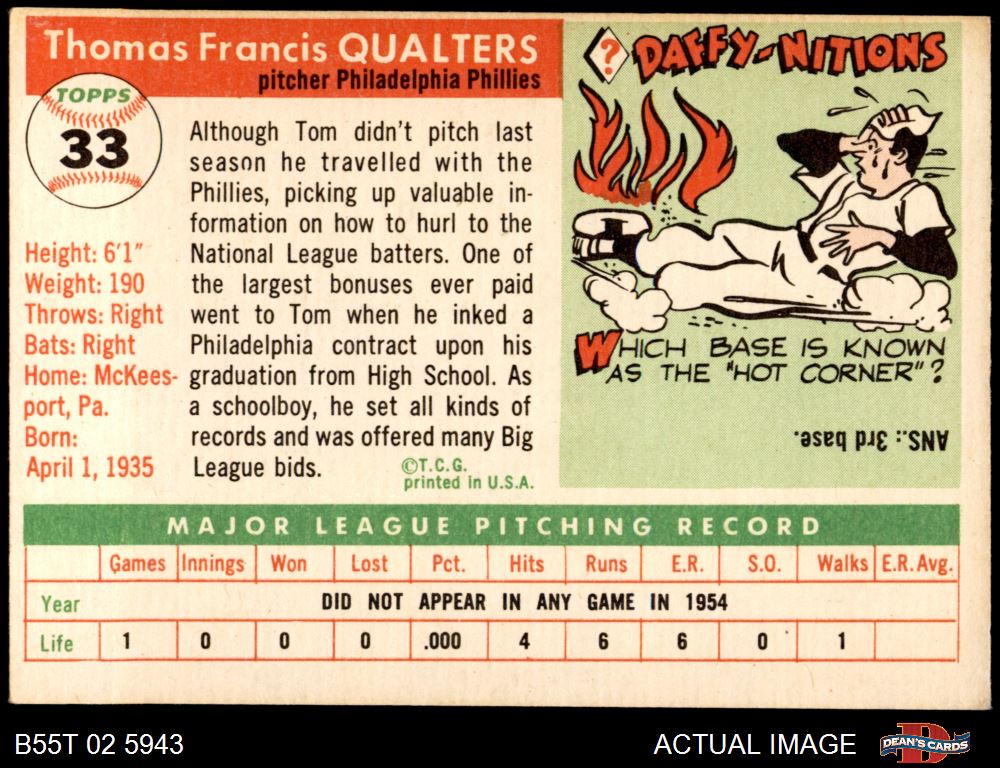 Thomas Francis QUALTERS
pitcher Philadelphia Phillies
TOPPS
33
Although Tom didn't pitch last
season he travelled with the
Phillies, picking up valuable in-
formation on how to hurl to the
National League batters. One of
the largest bonuses ever paid
went to Tom when he inked a
Philadelphia contract upon his
graduation from High School. As
a schoolboy, he set all kinds of
records and was offered many Big
League bids.
©T.C.G.
printed in U.S.A.
Height: 6'1"
Weight: 190
Throws: Right
Bats: Right
Home: McKees-
port, Pa.
Born:
April 1, 1935
? DAFFY-NITIONS
WHICH BASE IS KNOWN
AS THE "HOT CORNER"?
ANS.: 3rd base.
MAJOR LEAGUE PITCHING RECORD
Games Innings Won Lost Pct. Hits Runs E.R. S.O. Walks E.R.Avg.
Year DID NOT APPEAR IN ANY GAME IN 1954
Life 1 0 0 0 .000 4 6 6 0 1
B55T 02 5943
ACTUAL IMAGE
DEAN'S CARDS